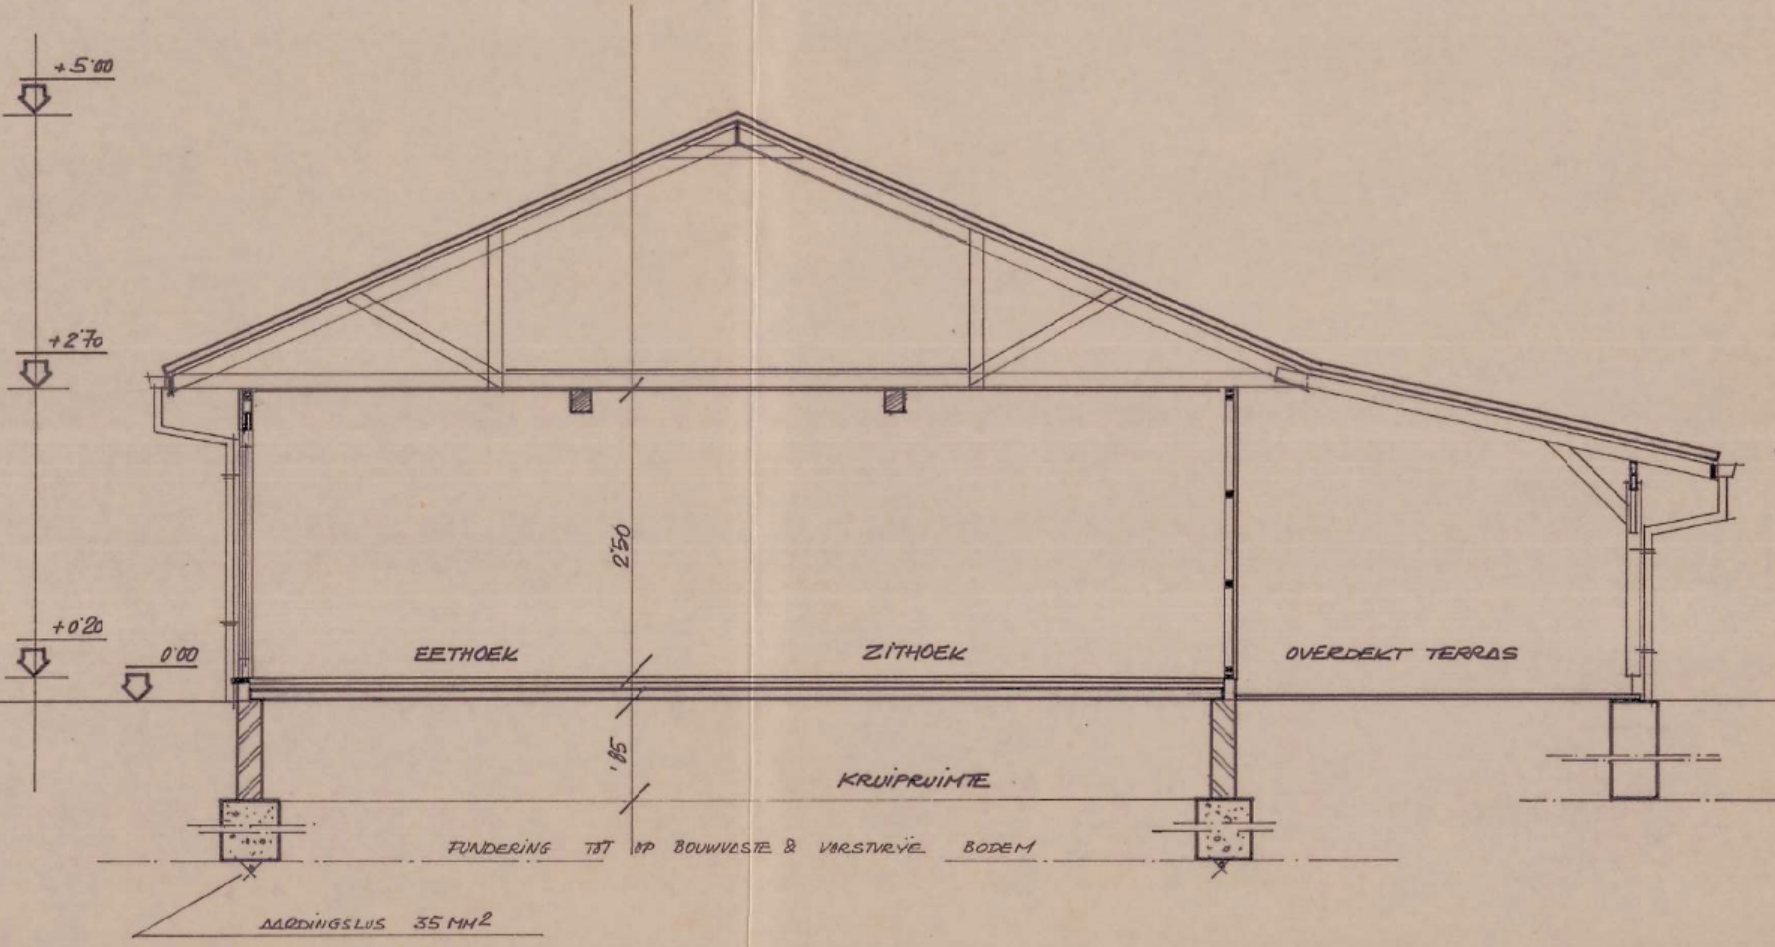 +5.00
+2.70
+0.20
0.00
2.50
EETHOEK
ZITHOEK
OVERDEKT TERRAS
.85
KRUIPRUIMTE
FUNDERING TOT OP BOUWVASTE & VORSTVRYE BODEM
AARDINGSLUS 35 MM2